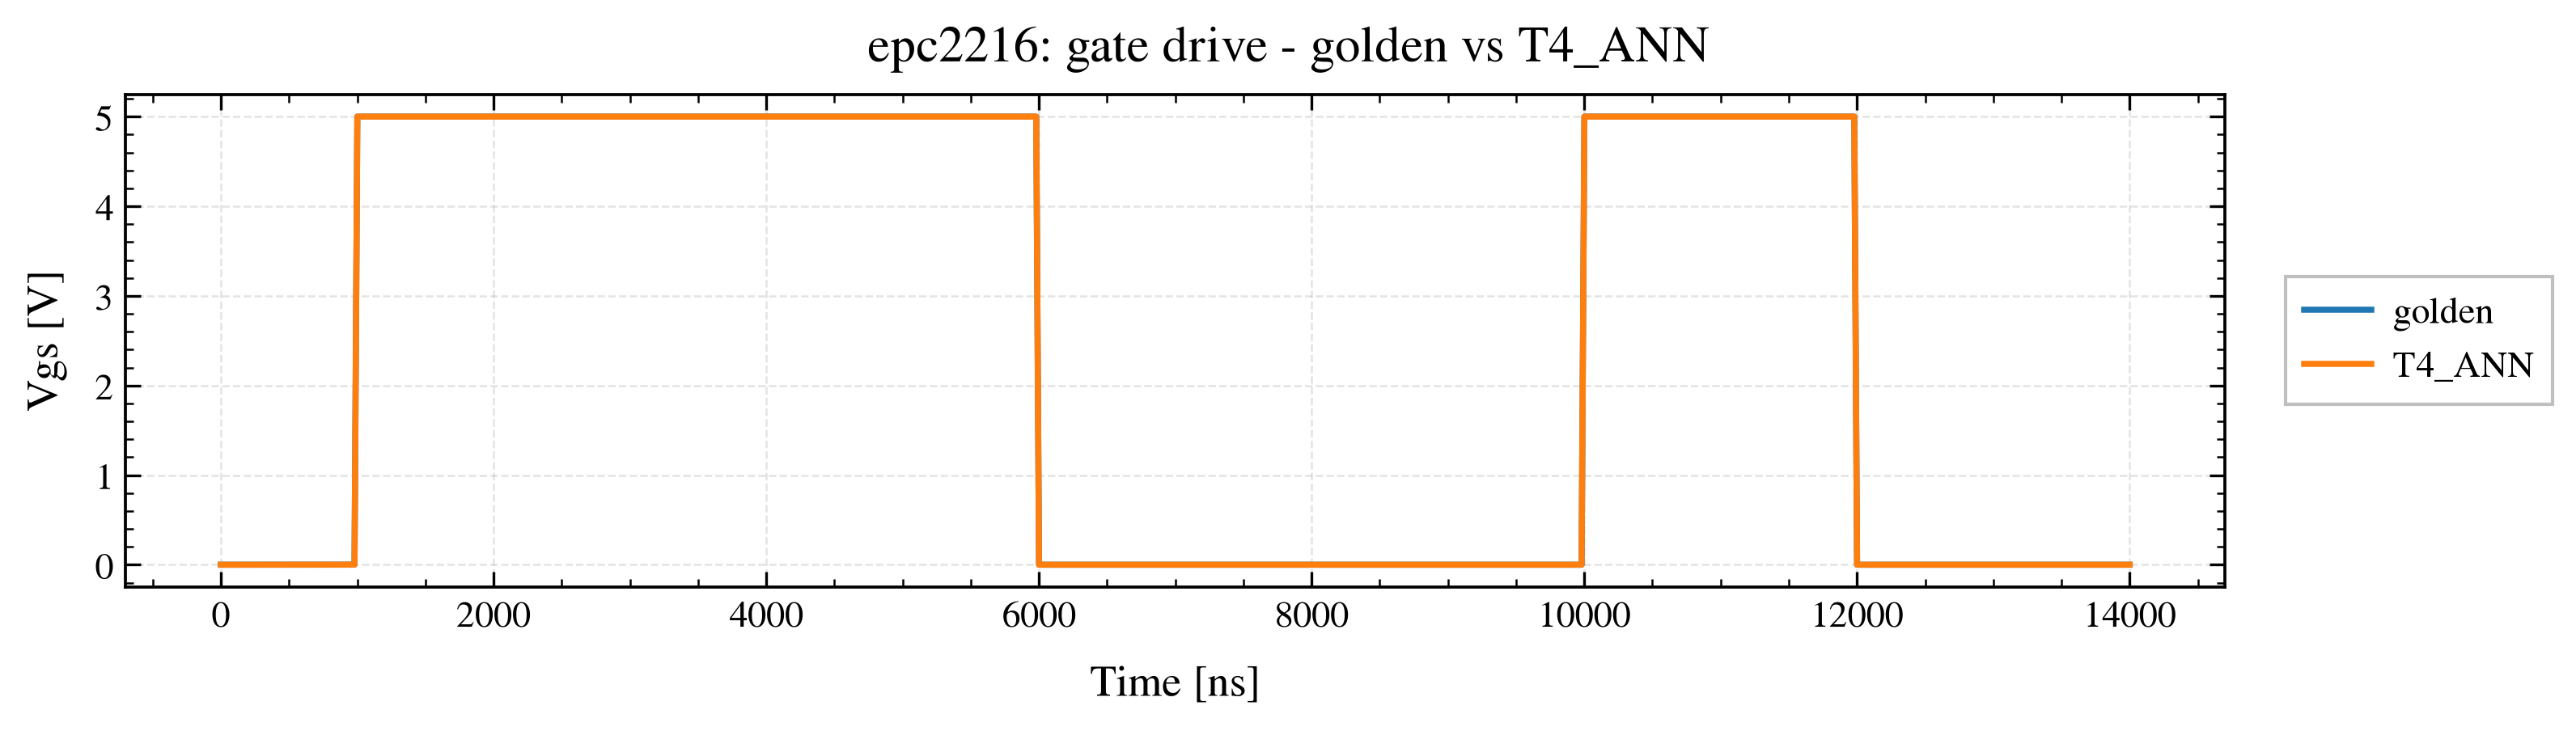 epc2216: gate drive - golden vs T4_ANN
Vgs [V]
5
4
3
2
1
0
0 2000 4000 6000 8000 10000 12000 14000
Time [ns]
golden
T4_ANN